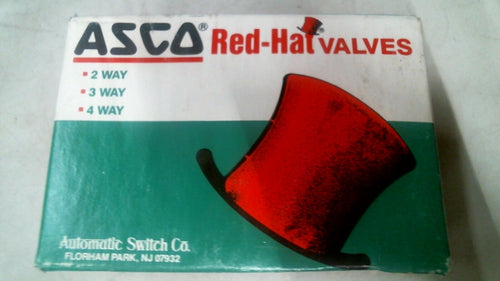 ASCO® Red-Hat® VALVES
2 WAY
3 WAY
4 WAY
Automatic Switch Co.
FLORHAM PARK, NJ 07932